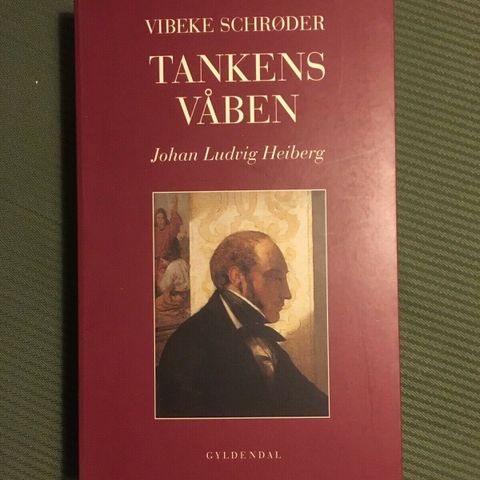 VIBEKE SCHRØDER
TANKENS
VÅBEN
Johan Ludvig Heiberg
GYLDENDAL